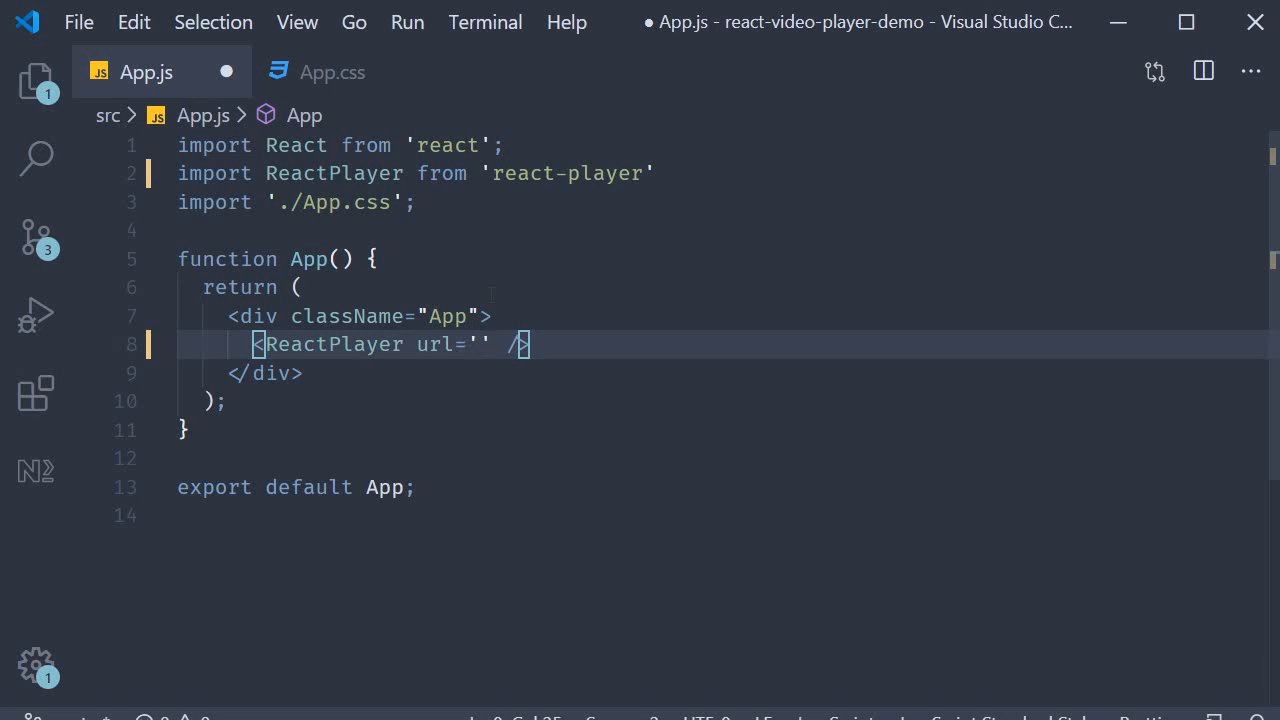 File Edit Selection View Go Run Terminal Help ● App.js - react-video-player-demo - Visual Studio C...
JS App.js ● App.css
src > JS App.js > App
1 import React from 'react';
2 import ReactPlayer from 'react-player'
3 import './App.css';
4
5 function App() {
6 return (
7 <div className="App">
8 <ReactPlayer url='' />
9 </div>
10 );
11 }
12
13 export default App;
14
1
3
1